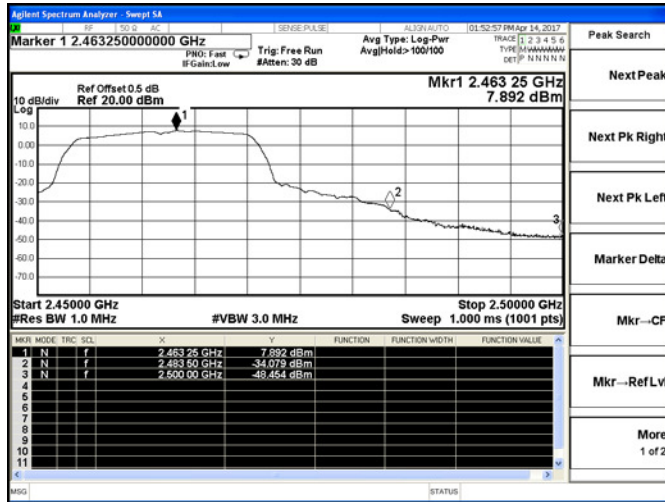 Agilent Spectrum Analyzer - Swept SA
RF 50 Ω AC SENSE:PULSE ALIGN AUTO 01:52:57 PM Apr 14, 2017
Marker 1 2.463250000000 GHz
PNO: Fast
IFGain:Low
Trig: Free Run
#Atten: 30 dB
Avg Type: Log-Pwr
Avg|Hold:>100/100
TRACE 1 2 3 4 5 6
TYPE
DET P N N N N N
Ref Offset 0.5 dB
10 dB/div Ref 20.00 dBm
Log
Mkr1 2.463 25 GHz
7.892 dBm
10.0
0.00
-10.0
-20.0
-30.0
-40.0
-50.0
-60.0
-70.0
1
2
3
Start 2.45000 GHz Stop 2.50000 GHz
#Res BW 1.0 MHz #VBW 3.0 MHz Sweep 1.000 ms (1001 pts)
MKR MODE TRC SCL X Y FUNCTION FUNCTION WIDTH FUNCTION VALUE
1 N f 2.463 25 GHz 7.892 dBm
2 N f 2.483 50 GHz -34.079 dBm
3 N f 2.500 00 GHz -48.454 dBm
4
5
6
7
8
9
10
11
MSG STATUS
Peak Search
Next Peak
Next Pk Right
Next Pk Left
Marker Delta
Mkr→CF
Mkr→Ref Lvl
More
1 of 2